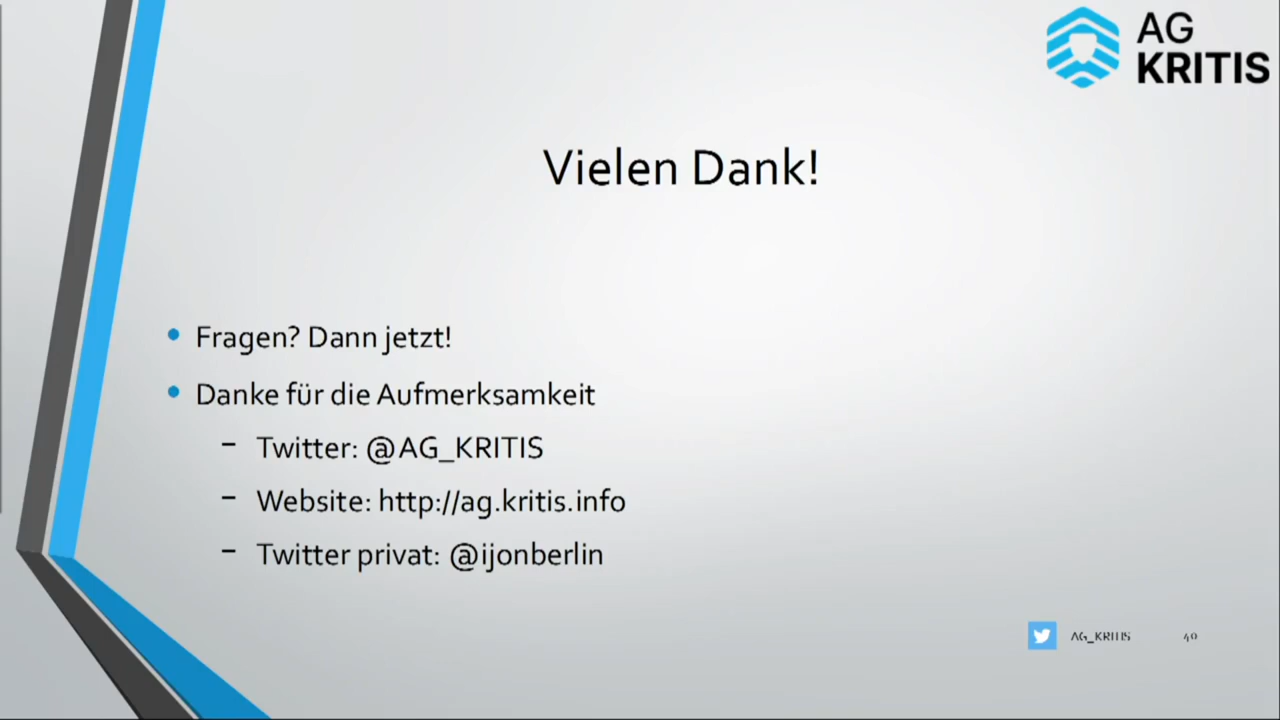 AG
KRITIS
Vielen Dank!
• Fragen? Dann jetzt!
• Danke für die Aufmerksamkeit
– Twitter: @AG_KRITIS
– Website: http://ag.kritis.info
– Twitter privat: @ijonberlin
AG_KRITIS 40